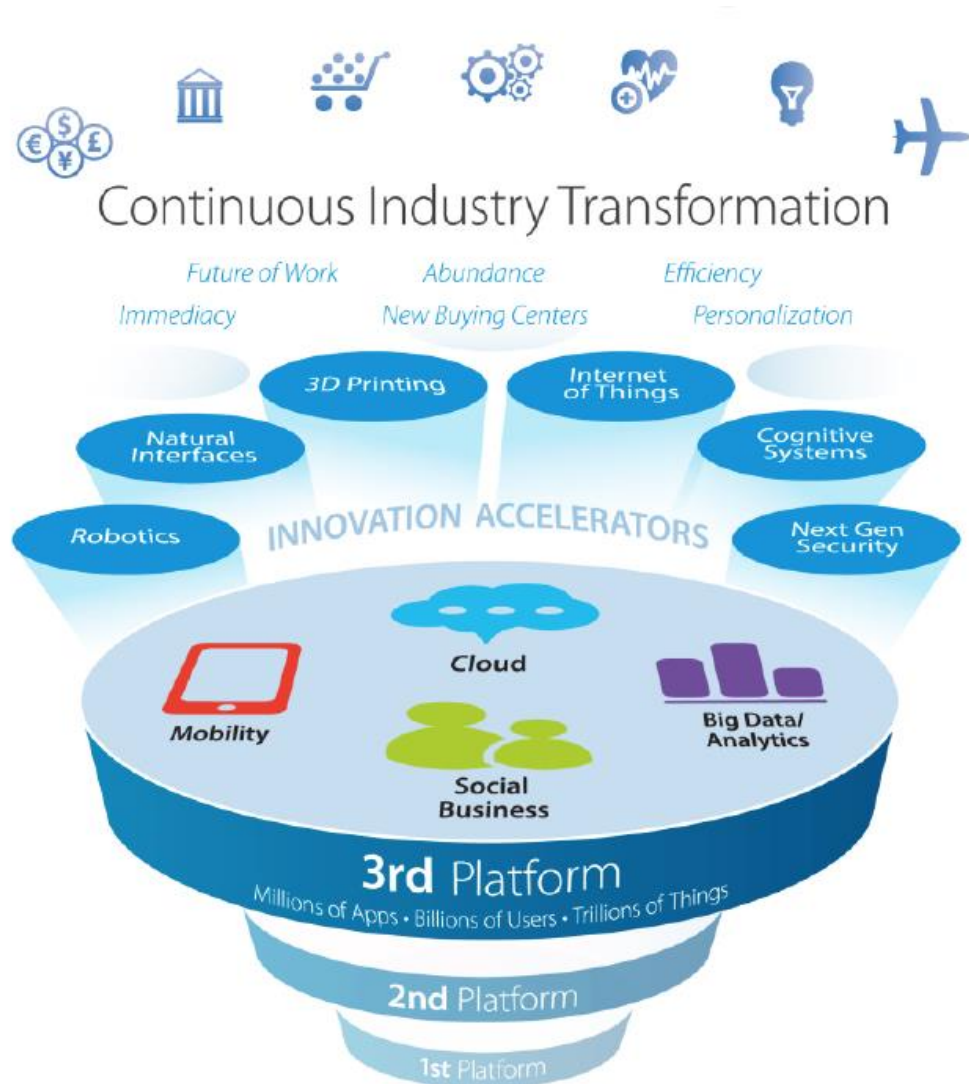 € $ £ ¥
Continuous Industry Transformation
Future of Work
Abundance
Efficiency
Immediacy
New Buying Centers
Personalization
3D Printing
Internet
of Things
Natural
Interfaces
Cognitive
Systems
INNOVATION ACCELERATORS
Robotics
Next Gen
Security
Cloud
Mobility
Big Data/
Analytics
Social
Business
3rd Platform
Millions of Apps • Billions of Users • Trillions of Things
2nd Platform
1st Platform